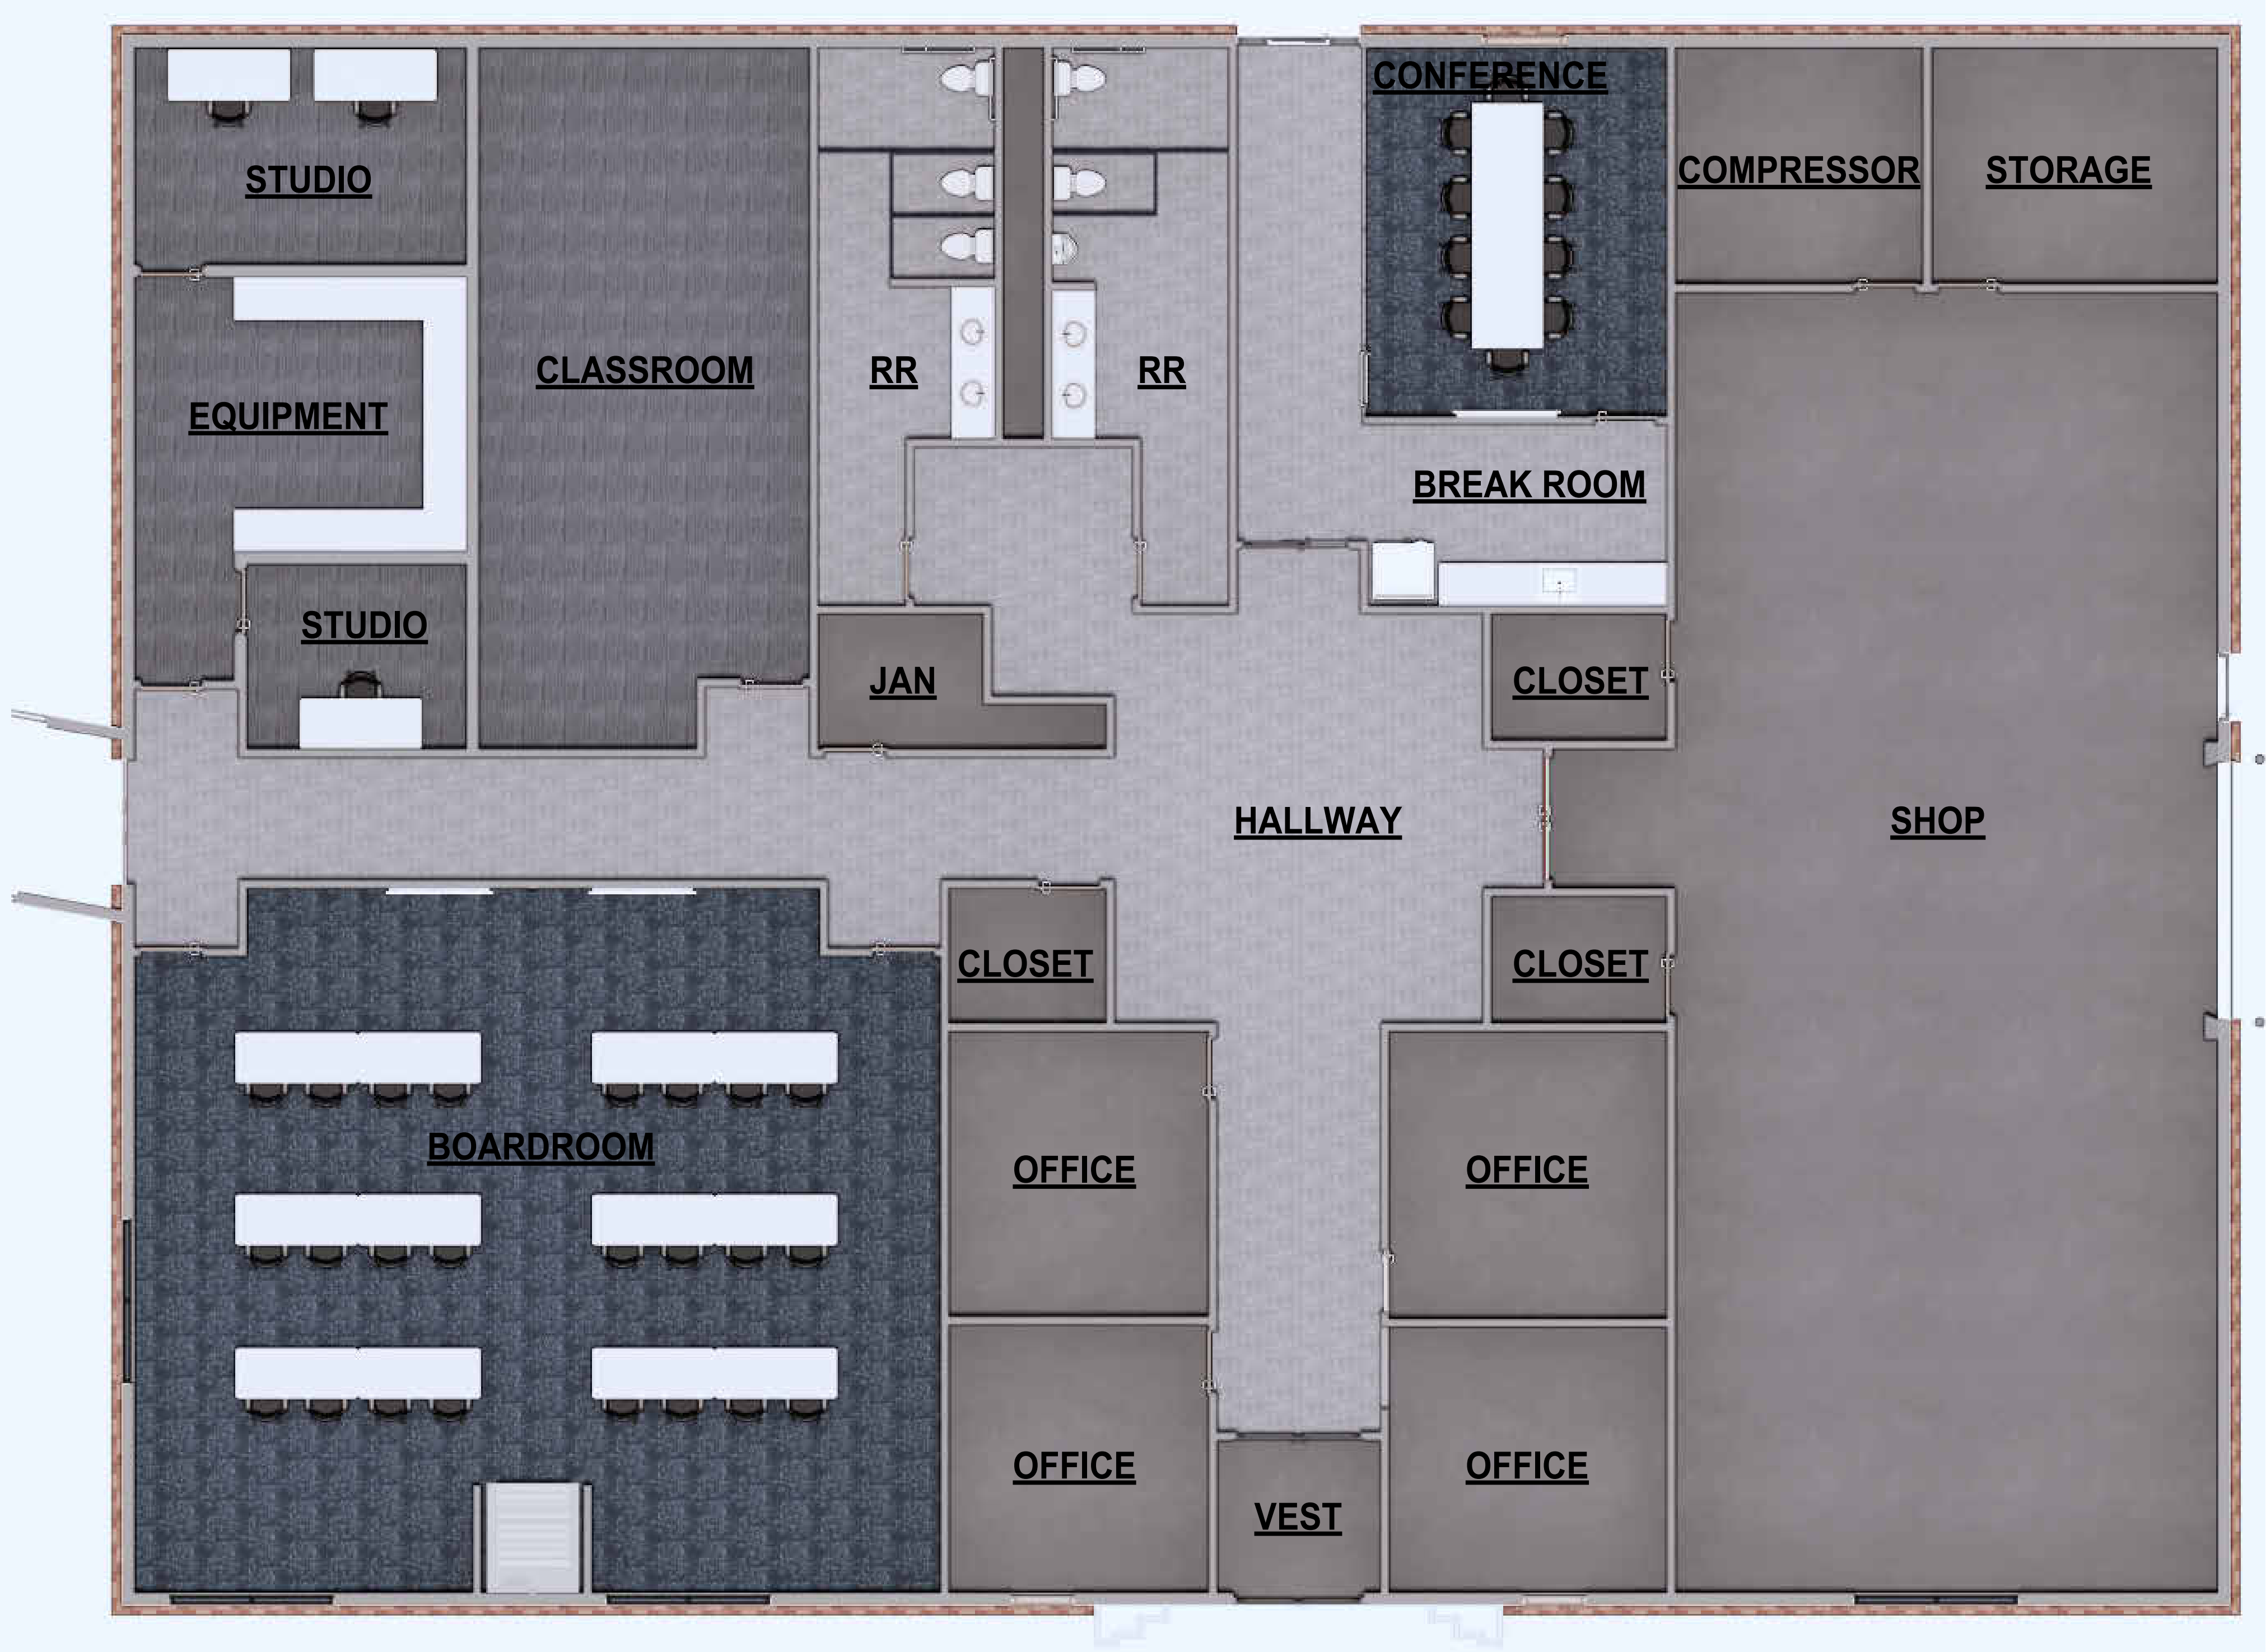 CONFERENCE
COMPRESSOR
STORAGE
STUDIO
CLASSROOM
RR
RR
EQUIPMENT
BREAK ROOM
STUDIO
JAN
CLOSET
HALLWAY
SHOP
CLOSET
CLOSET
BOARDROOM
OFFICE
OFFICE
OFFICE
OFFICE
VEST